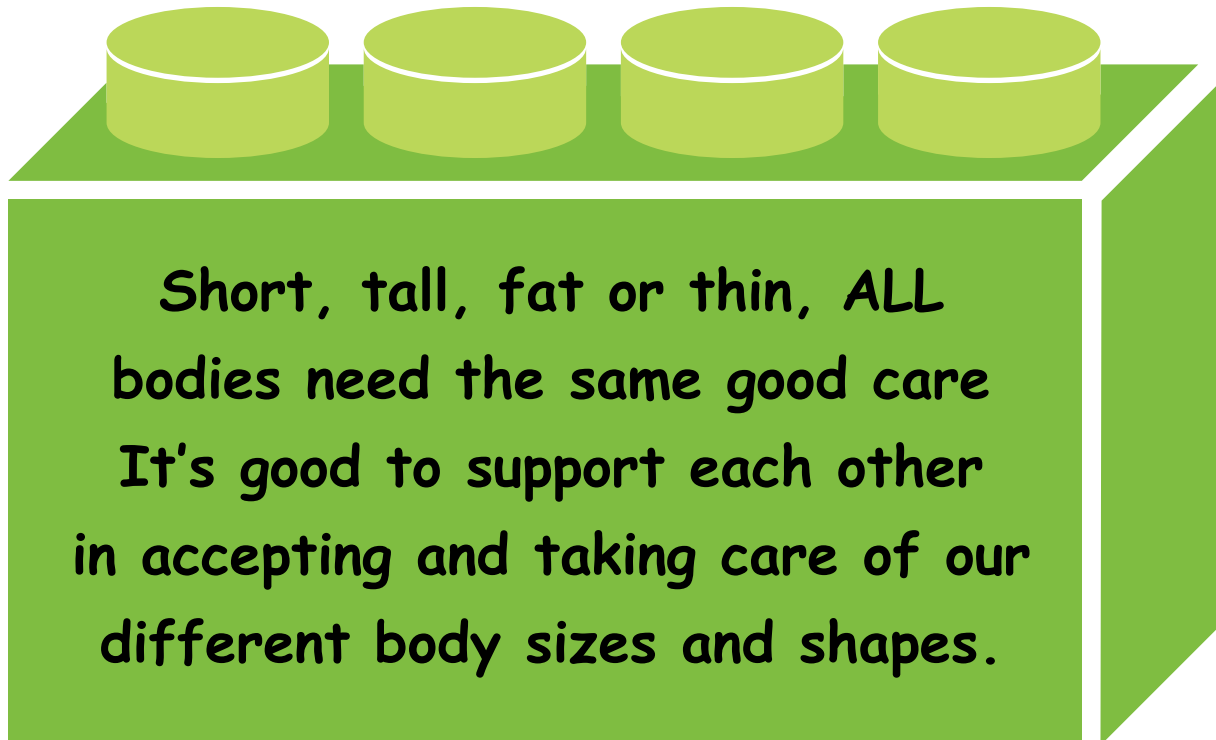 Short, tall, fat or thin, ALL
bodies need the same good care
It’s good to support each other
in accepting and taking care of our
different body sizes and shapes.